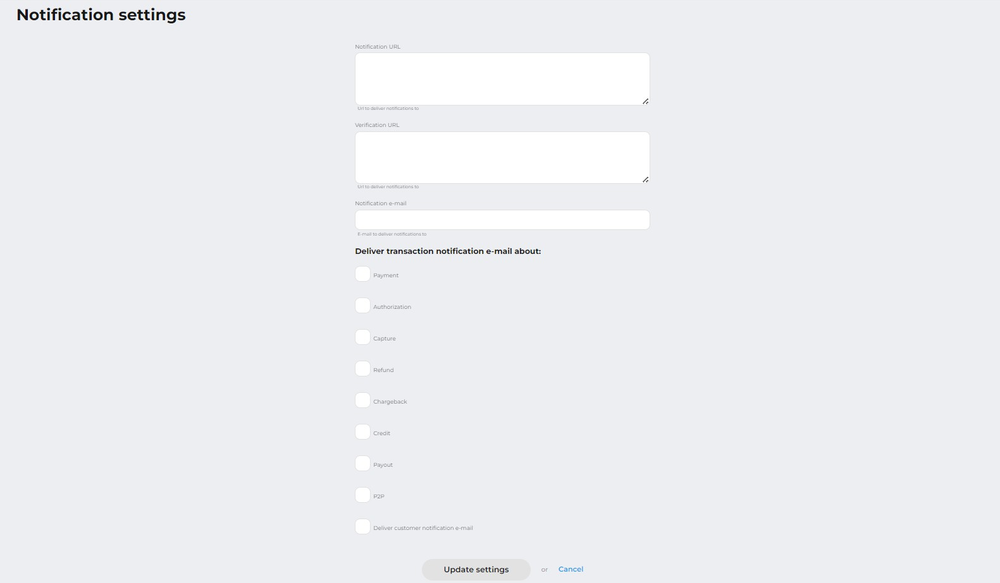 Notification settings
Notification URL
Url to deliver notifications to
Verification URL
Url to deliver notifications to
Notification e-mail
E-mail to deliver notifications to
Deliver transaction notification e-mail about:
Payment
Authorization
Capture
Refund
Chargeback
Credit
Payout
P2P
Deliver customer notification e-mail
Update settings or Cancel